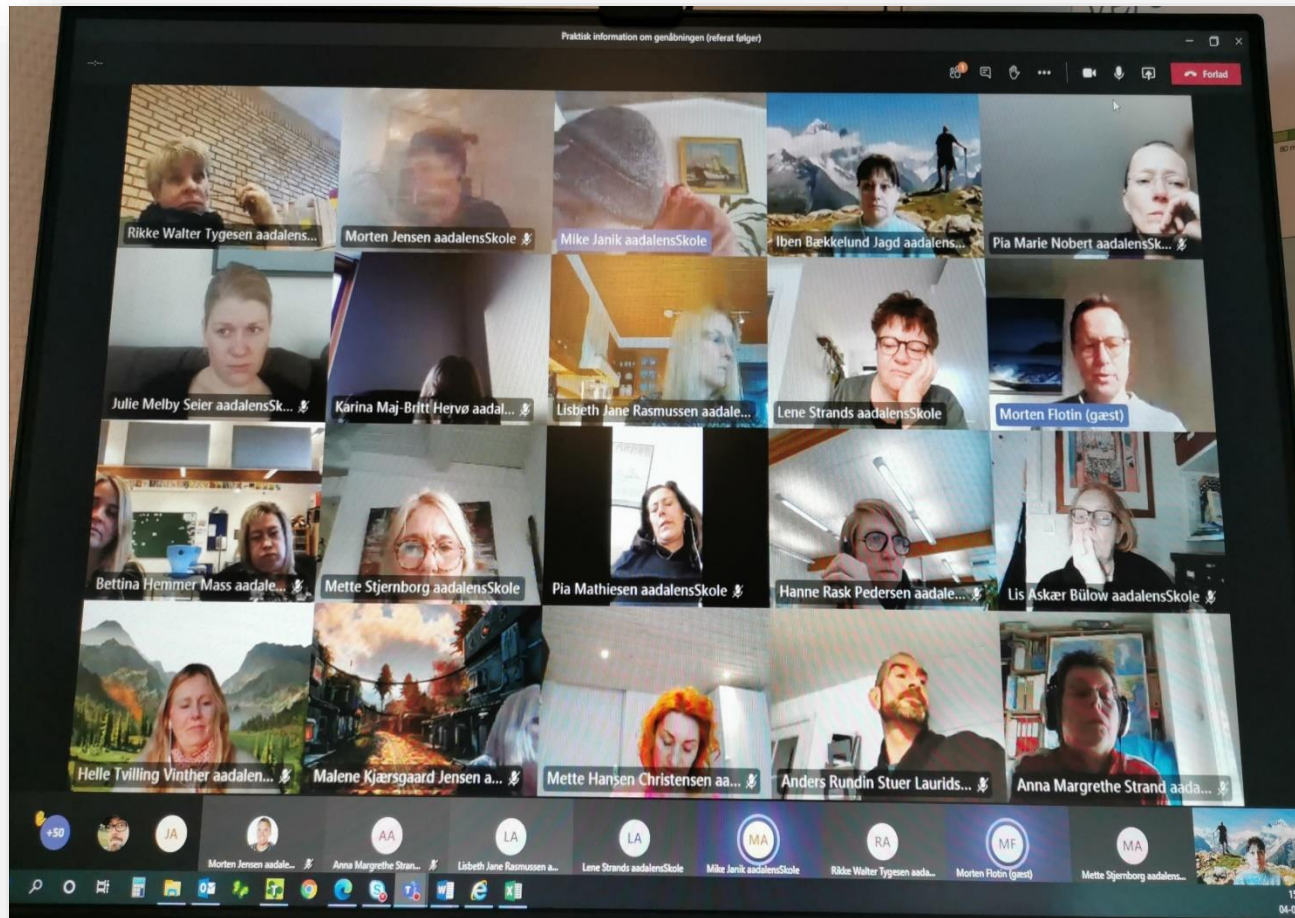 Praktisk information om genåbningen (referat følger)
Forlad
Rikke Walter Tygesen aadalens...
Morten Jensen aadalensSkole
Mike Janik aadalensSkole
Iben Bækkelund Jagd aadalens...
Pia Marie Nobert aadalensSk...
Julie Melby Seier aadalensSk...
Karina Maj-Britt Hervø aadal...
Lisbeth Jane Rasmussen aadale...
Lene Strands aadalensSkole
Morten Flotin (gæst)
Bettina Hemmer Mass aadale...
Mette Stjernborg aadalensSkole
Pia Mathiesen aadalensSkole
Hanne Rask Pedersen aadale...
Lis Askær Bülow aadalensSkole
Helle Tvilling Vinther aadalen...
Malene Kjærsgaard Jensen a...
Mette Hansen Christensen aa...
Anders Rundin Stuer Laurids...
Anna Margrethe Strand aada...
+50
JA
Morten Jensen aadale...
AA
Anna Margrethe Stran...
LA
Lisbeth Jane Rasmussen a...
LA
Lene Strands aadalensSkole
MA
Mike Janik aadalensSkole
RA
Rikke Walter Tygesen aada...
MF
Morten Flotin (gæst)
MA
Mette Stjernborg aadalens...